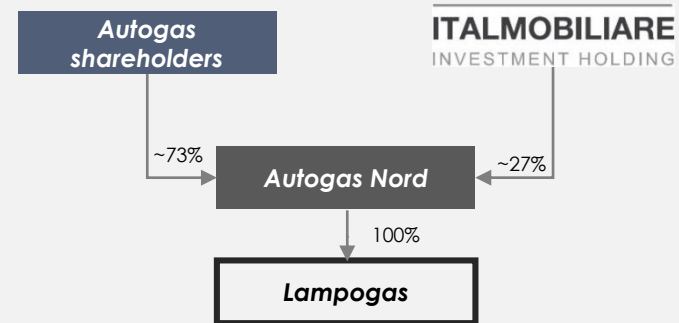 Autogas
shareholders
ITALMOBILIARE
INVESTMENT HOLDING
~73%
~27%
Autogas Nord
100%
Lampogas